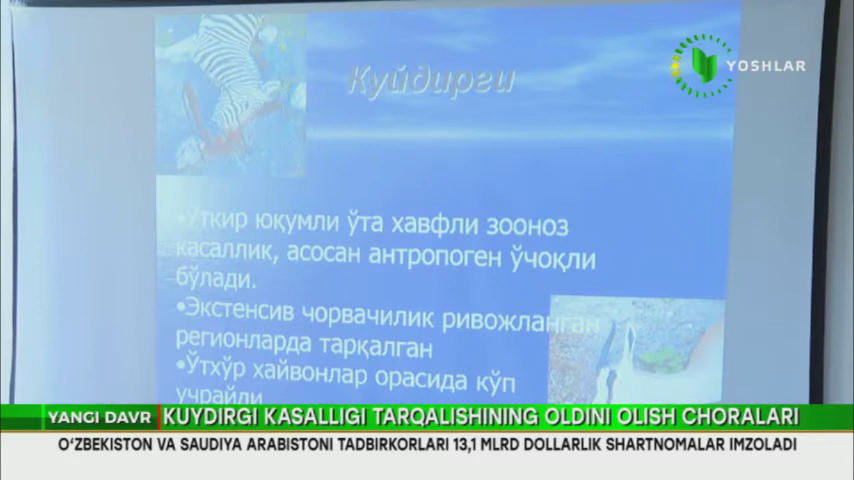 Куйдирги
YOSHLAR
•Ўткир юқумли ўта хавфли зооноз
касаллик, асосан антропоген ўчоқли
бўлади.
•Экстенсив чорвачилик ривожланган
регионларда тарқалган
•Ўтхўр хайвонлар орасида кўп
учрайди
YANGI DAVR
KUYDIRGI KASALLIGI TARQALISHINING OLDINI OLISH CHORALARI
O‘ZBEKISTON VA SAUDIYA ARABISTONI TADBIRKORLARI 13,1 MLRD DOLLARLIK SHARTNOMALAR IMZOLADI